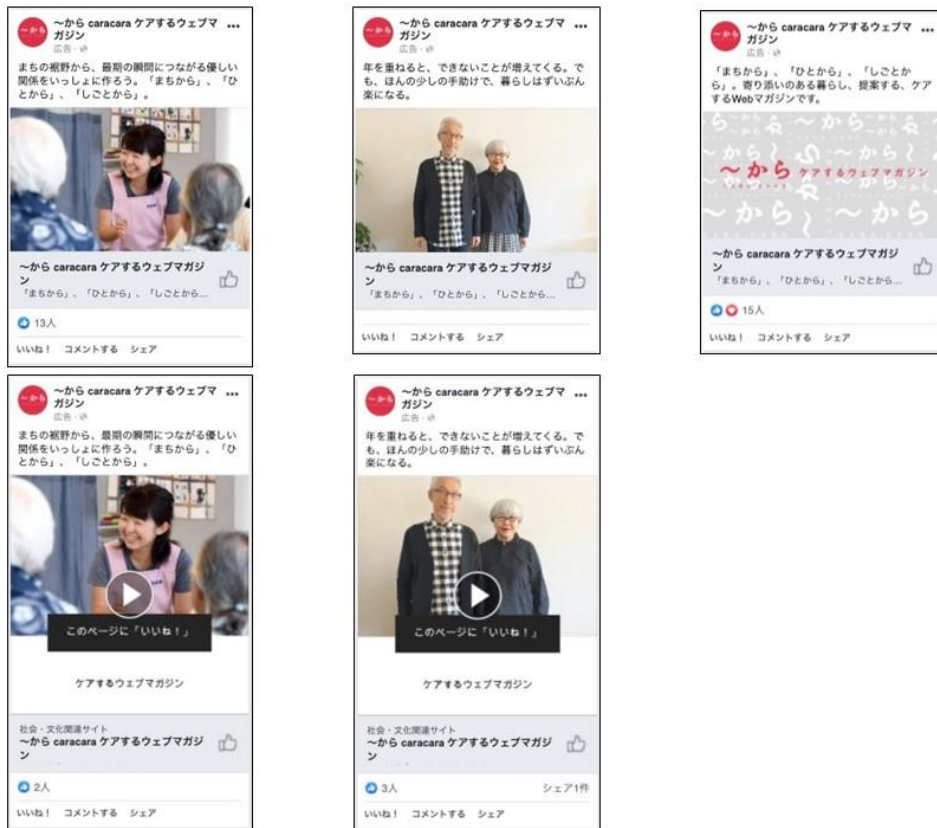 〜から
〜から caracara ケアするウェブマ
ガジン
広告・
まちの裾野から、最期の瞬間につながる優しい
関係をいっしょに作ろう。「まちから」、「ひ
とから」、「しごとから」。
〜から caracara ケアするウェブマガジ
ン
「まちから」、「ひとから」、「しごとから...
13人
いいね! コメントする シェア
〜から
〜から caracara ケアするウェブマ
ガジン
広告・
年を重ねると、できないことが増えてくる。で
も、ほんの少しの手助けで、暮らしはずいぶん
楽になる。
〜から caracara ケアするウェブマガジ
ン
「まちから」、「ひとから」、「しごとから...
いいね! コメントする シェア
〜から
〜から caracara ケアするウェブマ
ガジン
広告・
「まちから」、「ひとから」、「しごとか
ら」。寄り添いのある暮らし、提案する、ケア
するWebマガジンです。
〜から ケアするウェブマガジン
〜から caracara ケアするウェブマガジ
ン
「まちから」、「ひとから」、「しごとから...
15人
いいね! コメントする シェア
〜から
〜から caracara ケアするウェブマ
ガジン
広告・
まちの裾野から、最期の瞬間につながる優しい
関係をいっしょに作ろう。「まちから」、「ひ
とから」、「しごとから」。
このページに「いいね!」
ケアするウェブマガジン
社会・文化関連サイト
〜から caracara ケアするウェブマガジ
ン
2人
いいね! コメントする シェア
〜から
〜から caracara ケアするウェブマ
ガジン
広告・
年を重ねると、できないことが増えてくる。で
も、ほんの少しの手助けで、暮らしはずいぶん
楽になる。
このページに「いいね!」
ケアするウェブマガジン
社会・文化関連サイト
〜から caracara ケアするウェブマガジ
ン
3人 シェア1件
いいね! コメントする シェア